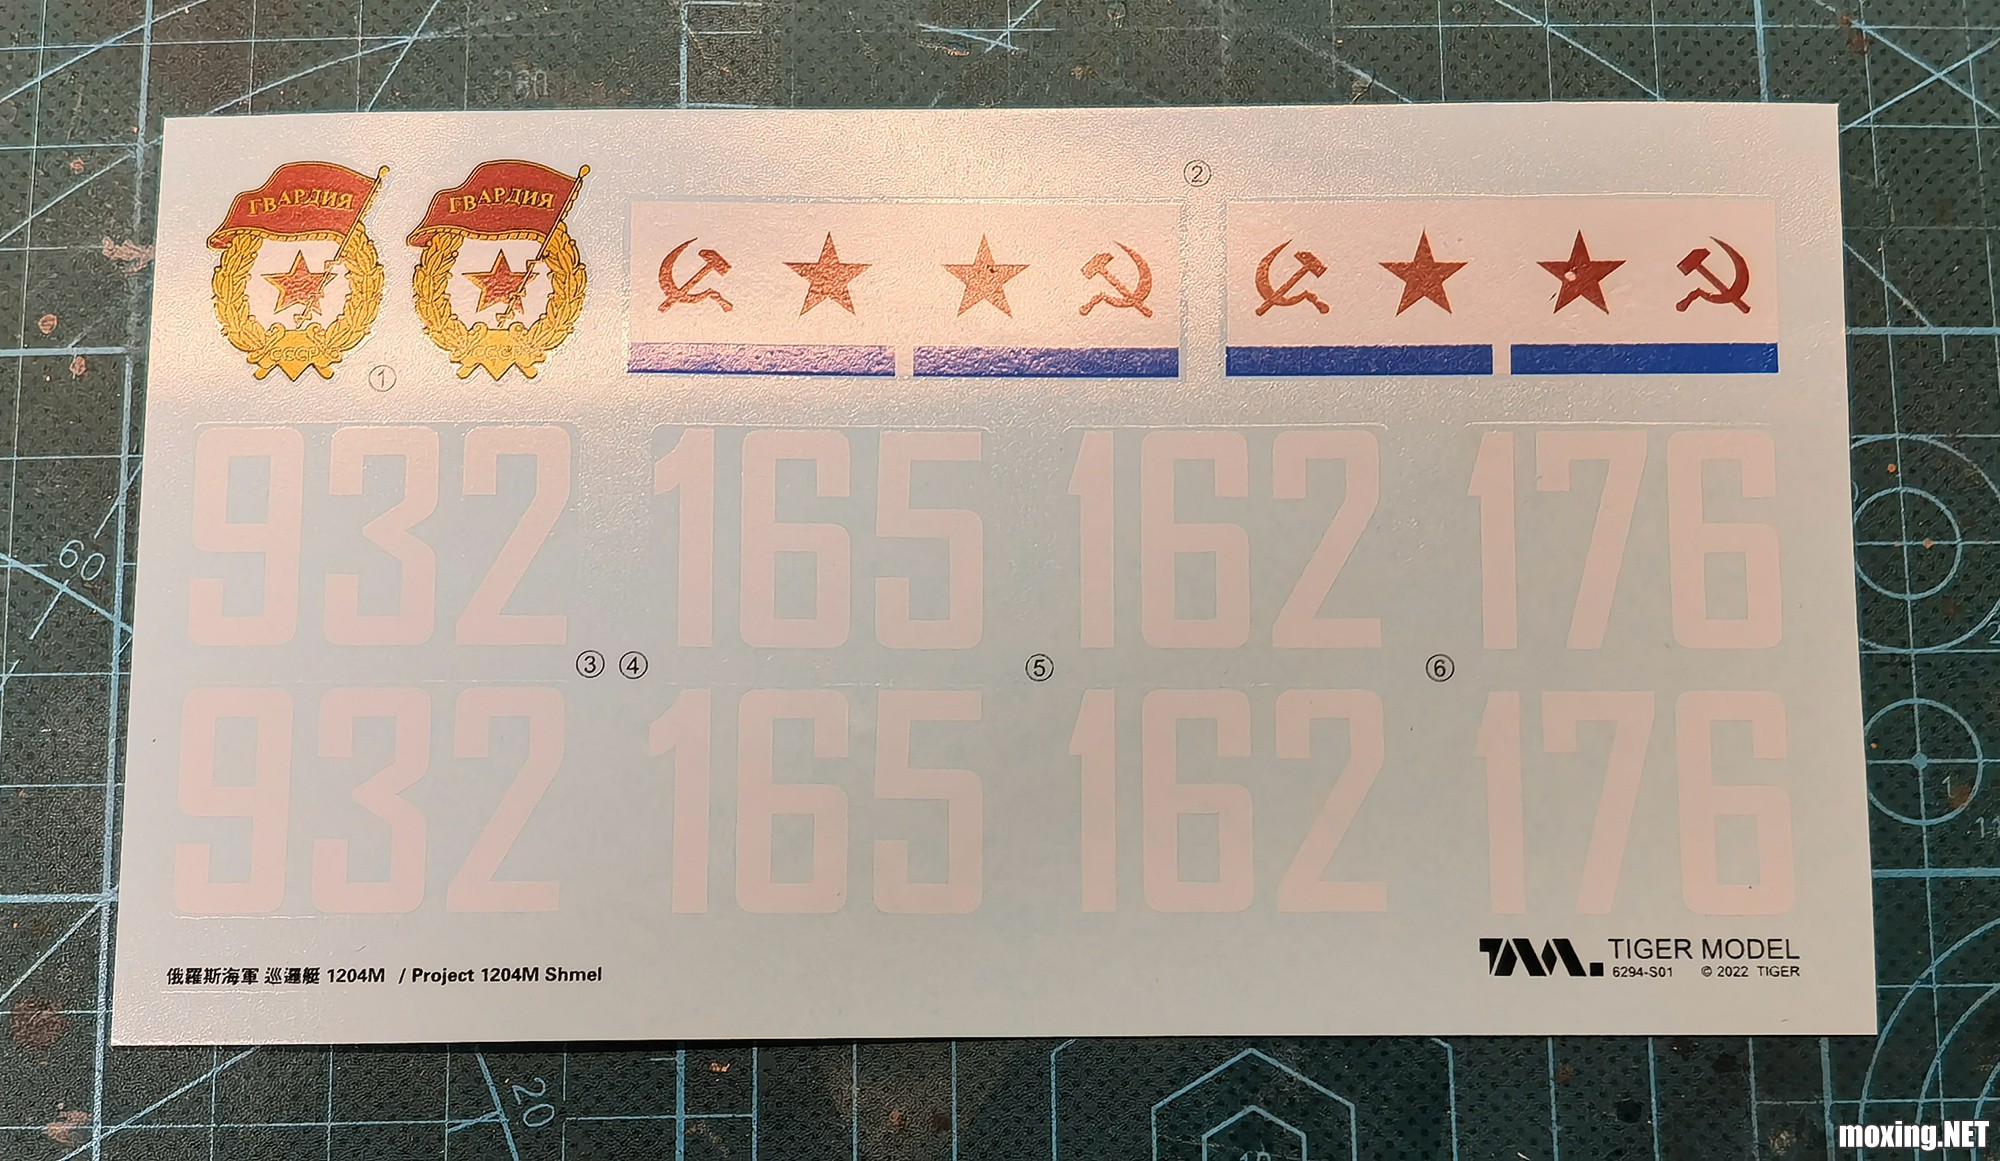 ГВАРДИЯ ГВАРДИЯ
СССР СССР
① ②
932 165 162 176
③ ④ ⑤ ⑥
932 165 162 176
俄羅斯海軍 巡邏艇 1204M / Project 1204M Shmel
TM. TIGER MODEL
6294-S01 © 2022 TIGER
60
20
moxing.NET